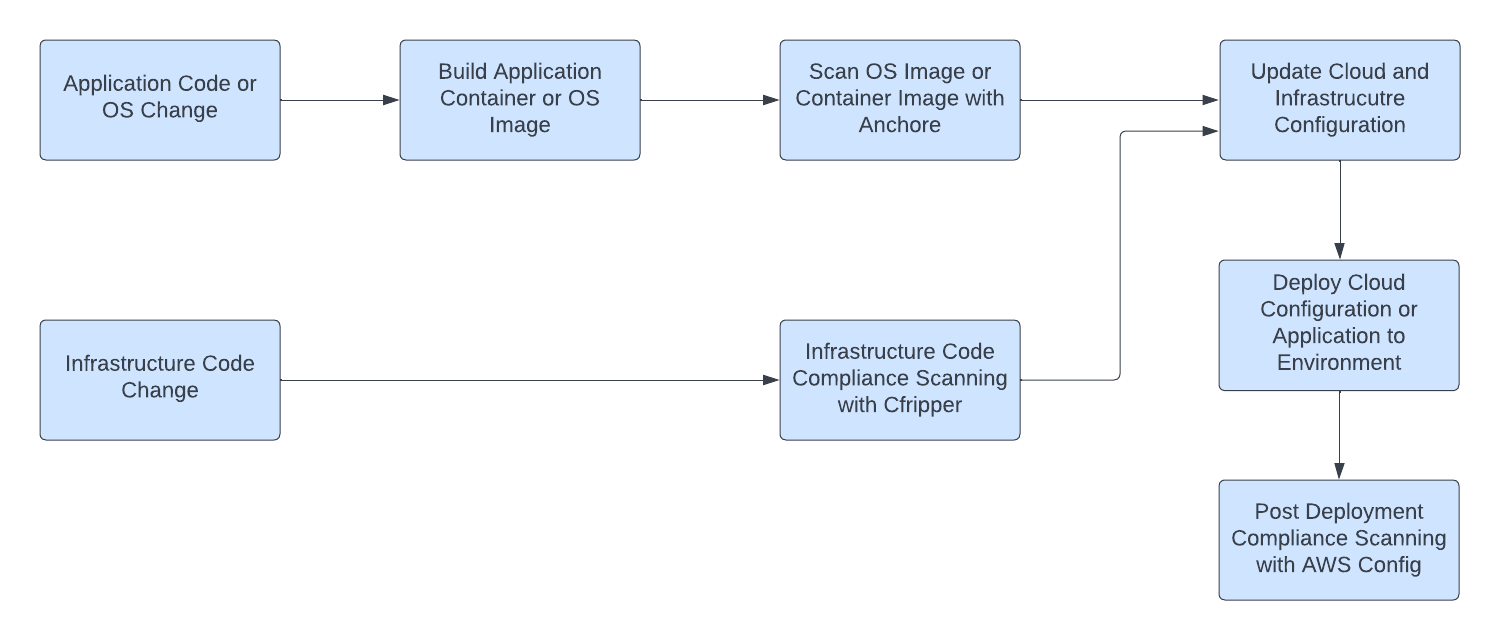 Application Code or
OS Change
Build Application
Container or OS
Image
Scan OS Image or
Container Image with
Anchore
Update Cloud and
Infrastrucutre
Configuration
Infrastructure Code
Change
Infrastructure Code
Compliance Scanning
with Cfripper
Deploy Cloud
Configuration or
Application to
Environment
Post Deployment
Compliance Scanning
with AWS Config